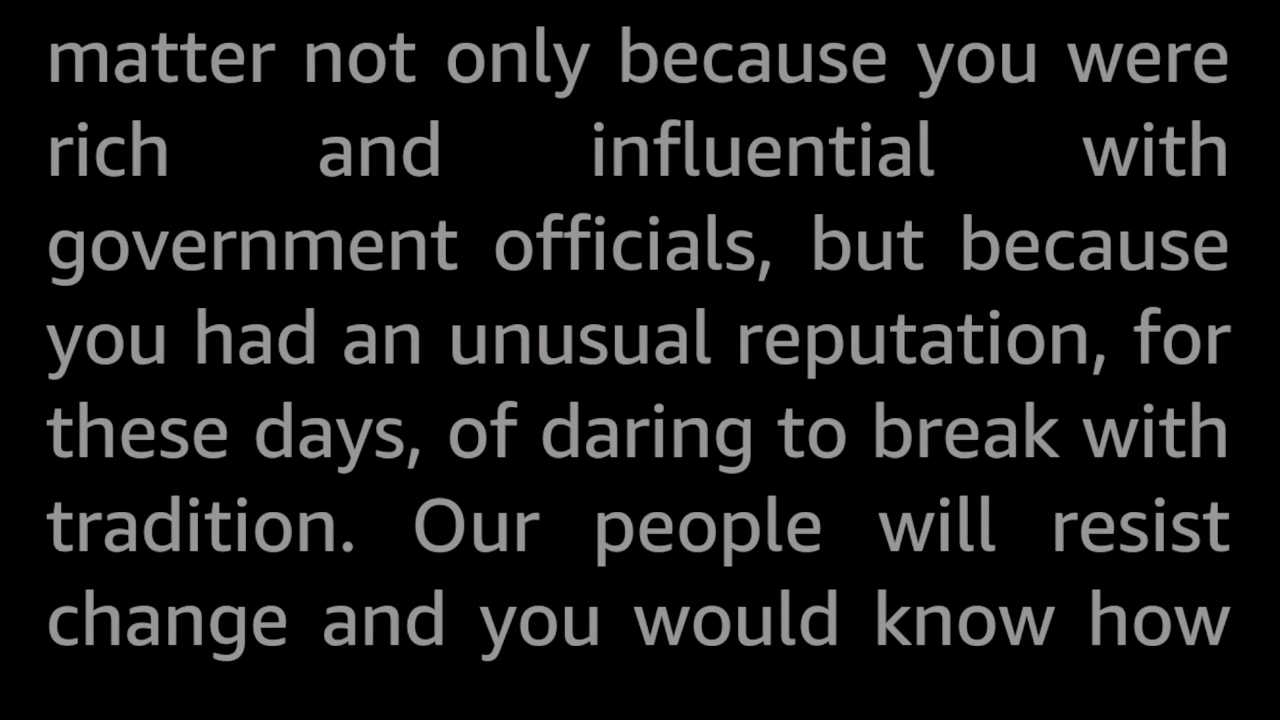 matter not only because you were
rich and influential with
government officials, but because
you had an unusual reputation, for
these days, of daring to break with
tradition. Our people will resist
change and you would know how